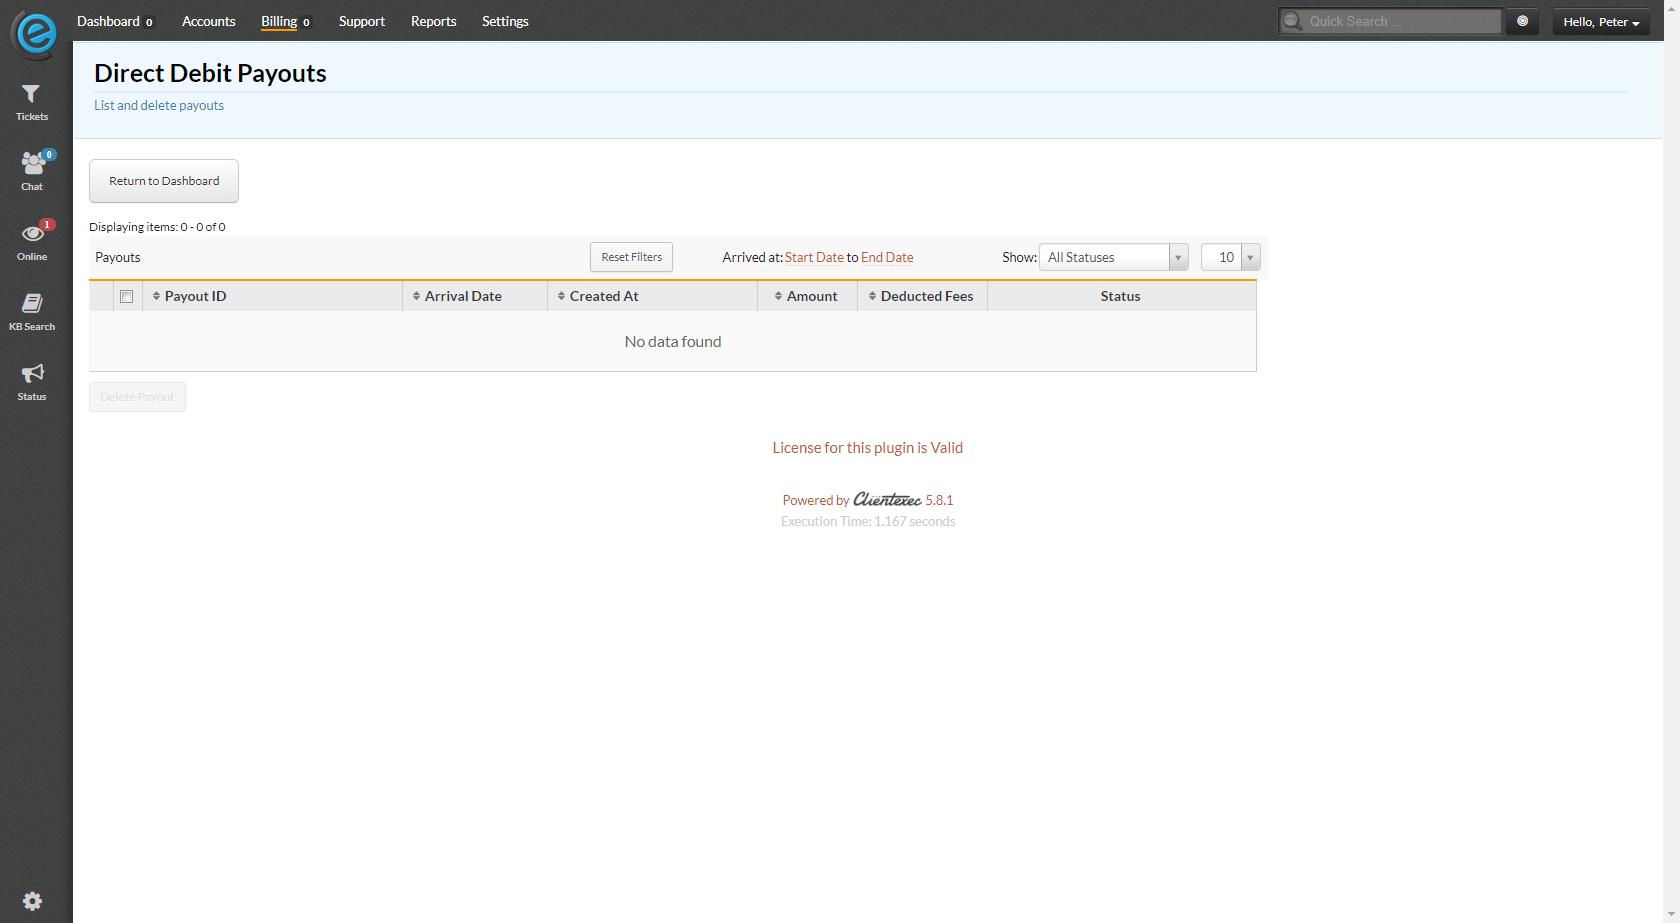 Dashboard 0 Accounts Billing 0 Support Reports Settings Quick Search ... Hello, Peter
Direct Debit Payouts
List and delete payouts
Tickets
0
Chat
1
Online
KB Search
Status
Return to Dashboard
Displaying items: 0 - 0 of 0
Payouts Reset Filters Arrived at: Start Date to End Date Show: All Statuses 10
Payout ID Arrival Date Created At Amount Deducted Fees Status
No data found
Delete Payout
License for this plugin is Valid
Powered by Clientexec 5.8.1
Execution Time: 1.167 seconds